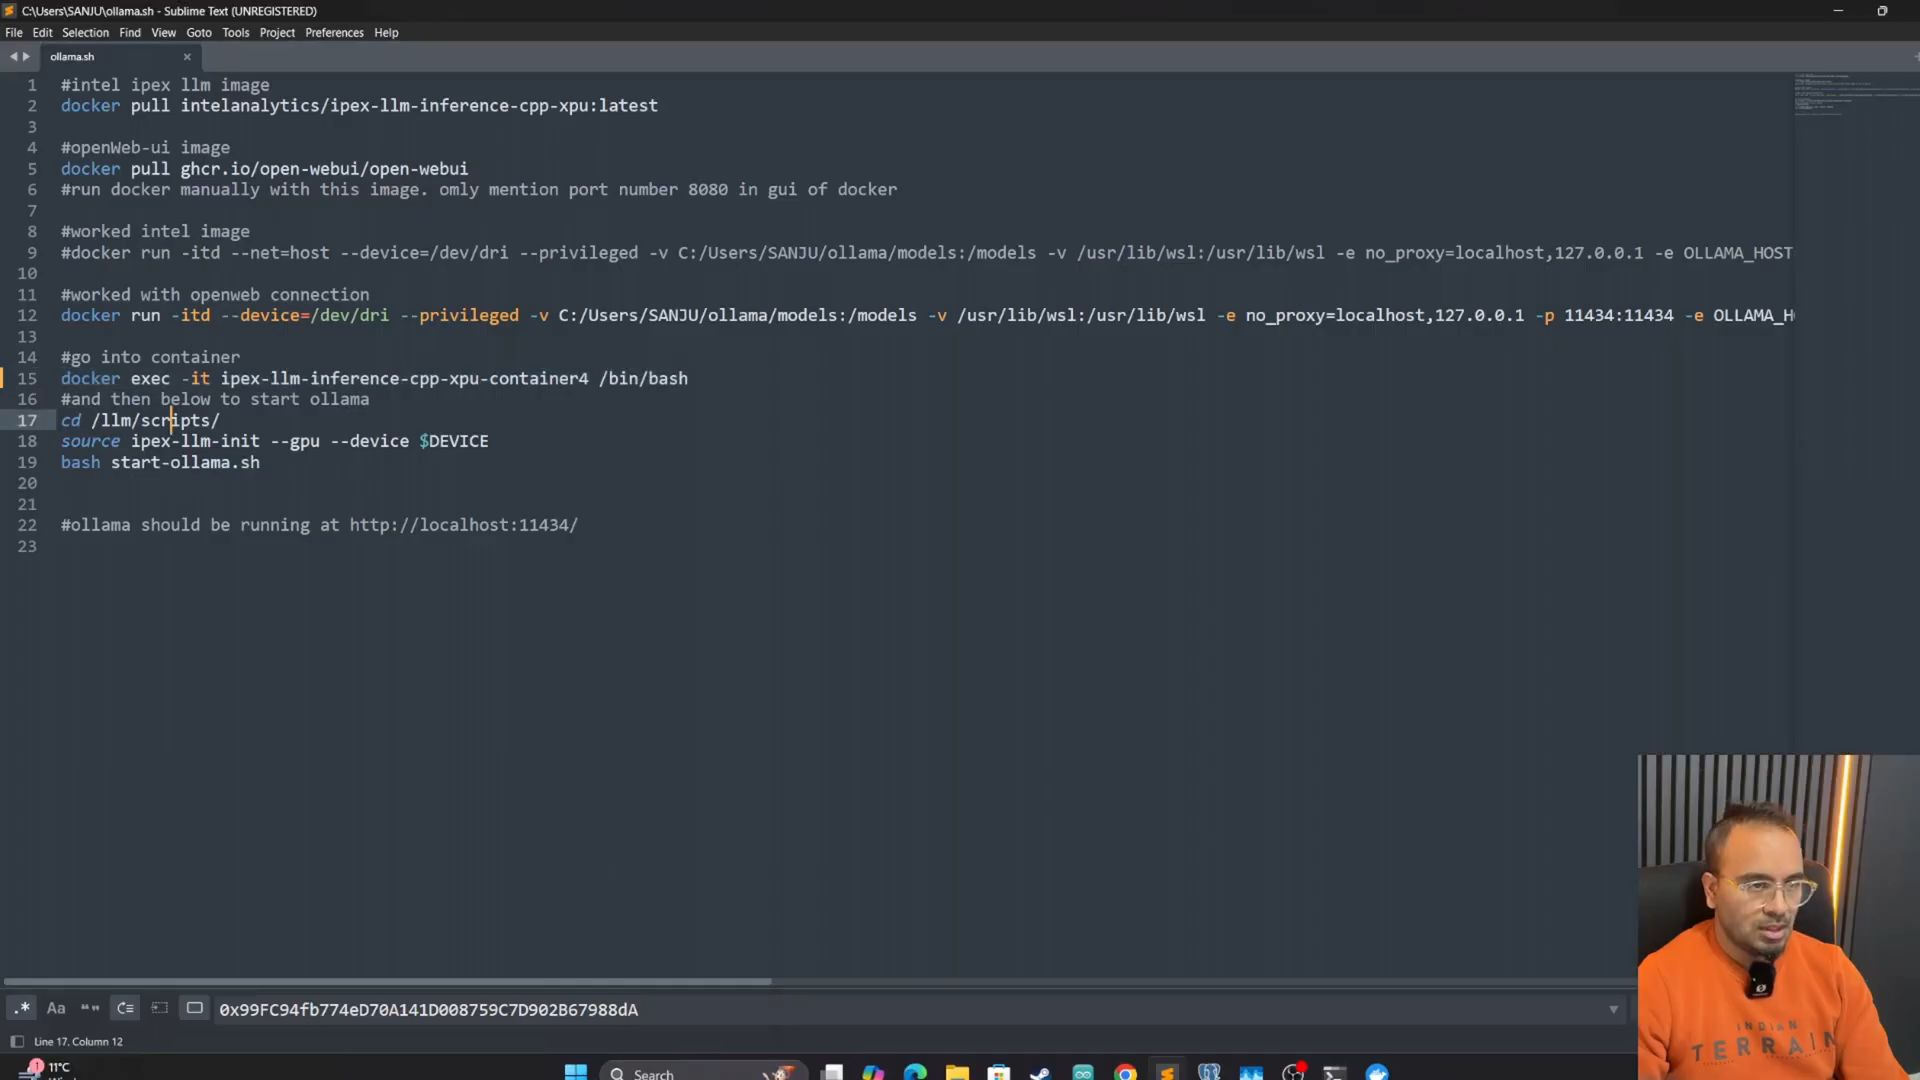 C:\Users\SANJU\ollama.sh - Sublime Text (UNREGISTERED)
File Edit Selection Find View Goto Tools Project Preferences Help
ollama.sh
1 #intel ipex llm image
2 docker pull intelanalytics/ipex-llm-inference-cpp-xpu:latest
3
4 #openWeb-ui image
5 docker pull ghcr.io/open-webui/open-webui
6 #run docker manually with this image. omly mention port number 8080 in gui of docker
7
8 #worked intel image
9 #docker run -itd --net=host --device=/dev/dri --privileged -v C:/Users/SANJU/ollama/models:/models -v /usr/lib/wsl:/usr/lib/wsl -e no_proxy=localhost,127.0.0.1 -e OLLAMA_HOST
10
11 #worked with openweb connection
12 docker run -itd --device=/dev/dri --privileged -v C:/Users/SANJU/ollama/models:/models -v /usr/lib/wsl:/usr/lib/wsl -e no_proxy=localhost,127.0.0.1 -p 11434:11434 -e OLLAMA_H
13
14 #go into container
15 docker exec -it ipex-llm-inference-cpp-xpu-container4 /bin/bash
16 #and then below to start ollama
17 cd /llm/scripts/
18 source ipex-llm-init --gpu --device $DEVICE
19 bash start-ollama.sh
20
21
22 #ollama should be running at http://localhost:11434/
23
.* Aa 0x99FC94fb774eD70A141D008759C7D902B67988dA
Line 17, Column 12
1 11°C
Search
INDIAN
TERRAIN